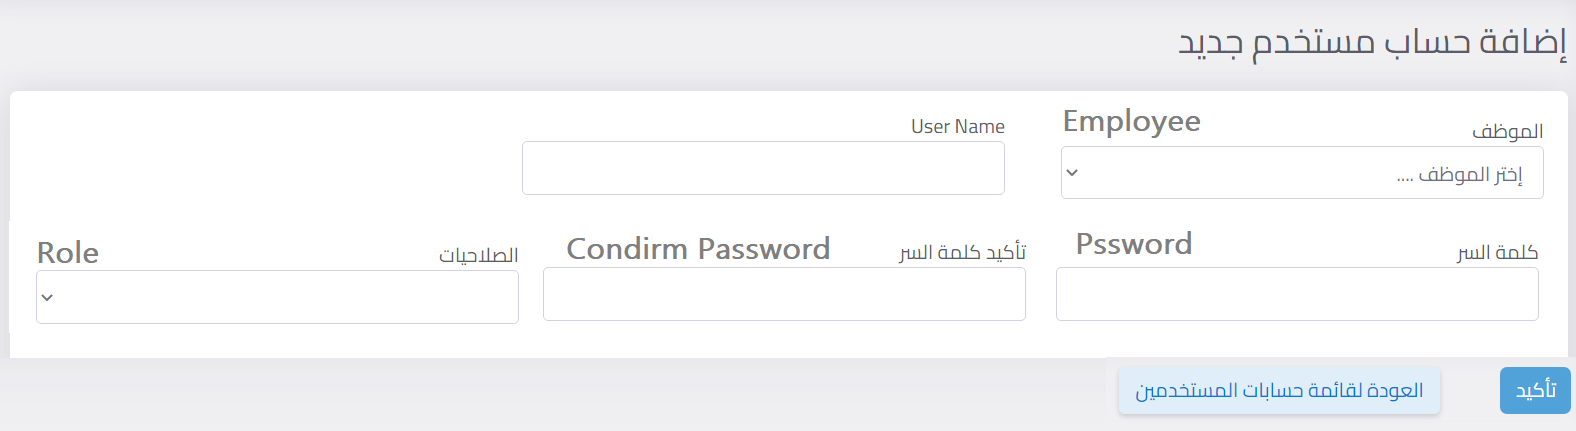 إضافة حساب مستخدم جديد
الموظف Employee
User Name
إختر الموظف ....
كلمة السر Pssword
تأكيد كلمة السر Condirm Password
الصلاحيات Role
تأكيد
العودة لقائمة حسابات المستخدمين